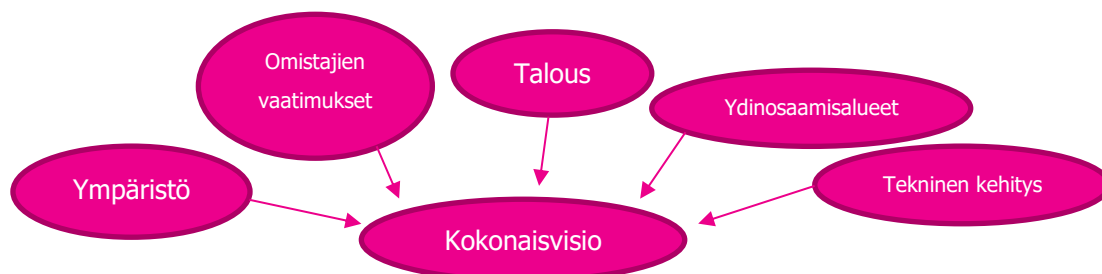 Omistajien
vaatimukset
Talous
Ydinosaamisalueet
Ympäristö
Tekninen kehitys
Kokonaisvisio